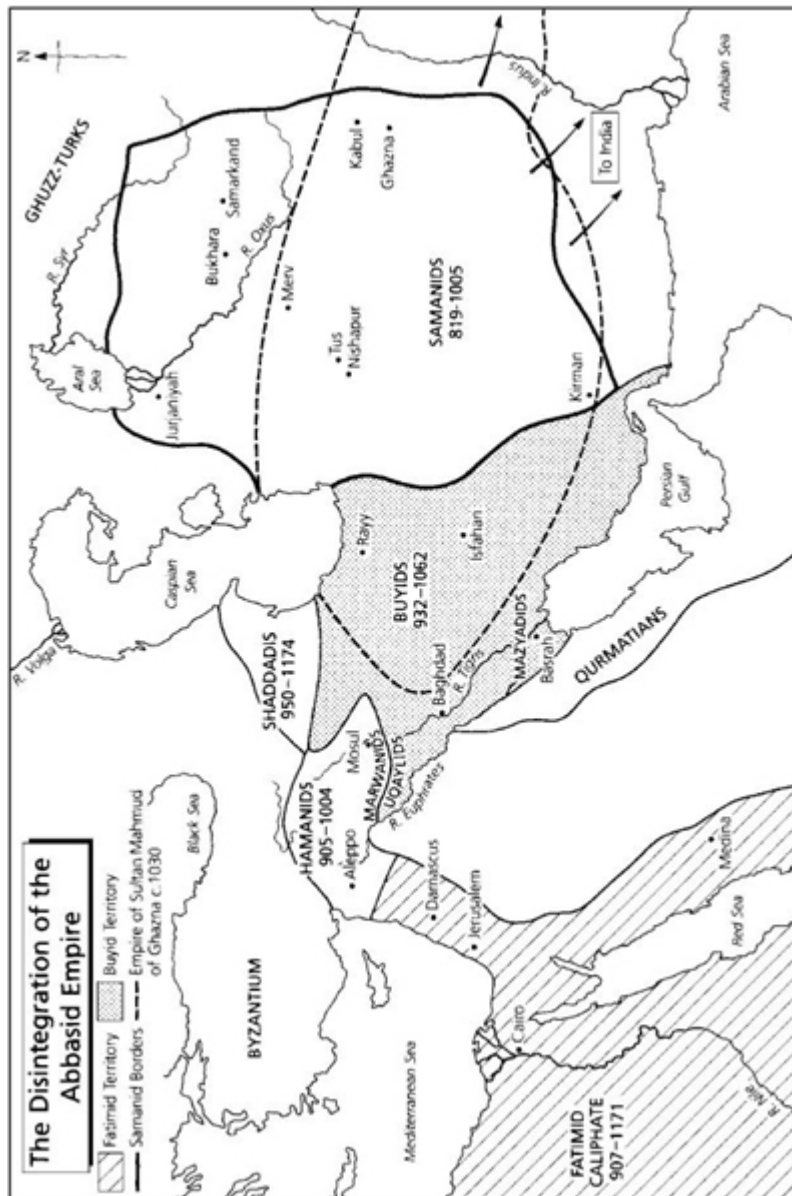 The Disintegration of the
Abbasid Empire
Fatimid Territory
Buyid Territory
Samanid Borders
Empire of Sultan Mahmud
of Ghazna c.1030
N
GHUZZ-TURKS
R. Volga
Aral
Sea
R. Syr
Caspian
Sea
Black Sea
Jurjaniyah
Bukhara
Samarkand
R. Oxus
BYZANTIUM
SHADDADIS
950–1174
Merv
HAMANIDS
905-1004
Aleppo
Mosul
MARWANIDS
UQAYLIDS
Rayy
Tus
Nishapur
Kabul
Ghazna
BUYIDS
932–1062
Isfahan
SAMANIDS
819-1005
Mediterranean Sea
Damascus
Jerusalem
R. Euphrates
Baghdad
R. Tigris
MAZYADIDS
Basrah
Kirman
R. Indus
To India
Cairo
QURMATIANS
Persian
Gulf
Arabian Sea
FATIMID
CALIPHATE
907-1171
R. Nile
Red Sea
Medina